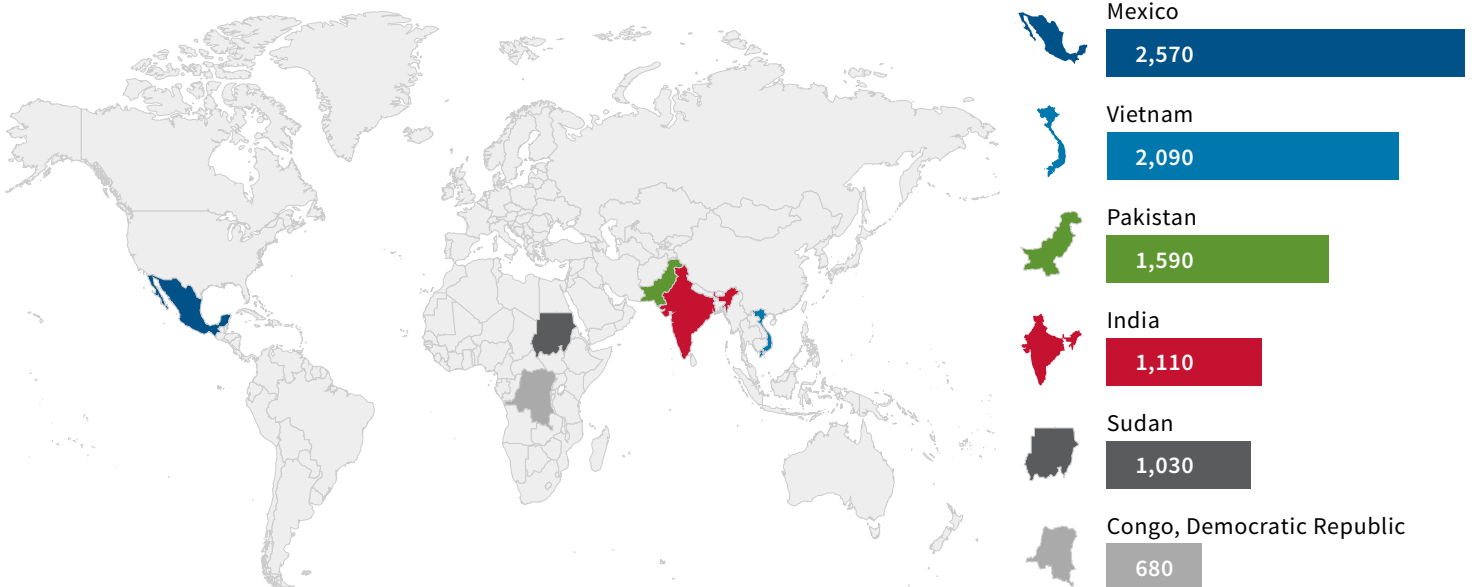 Mexico
2,570
Vietnam
2,090
Pakistan
1,590
India
1,110
Sudan
1,030
Congo, Democratic Republic
680